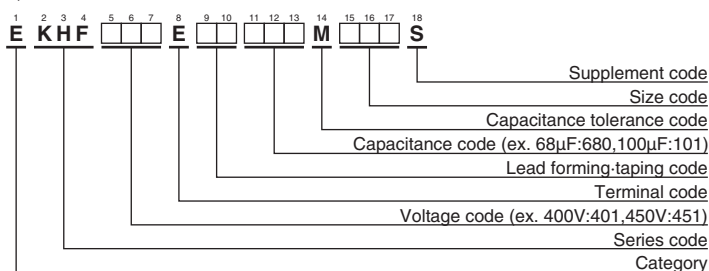 1 2 3 4 5 6 7 8 9 10 11 12 13 14 15 16 17 18
E KHF □□□ E □□ □□□ M □□□ S
Supplement code
Size code
Capacitance tolerance code
Capacitance code (ex. 68μF:680,100μF:101)
Lead forming·taping code
Terminal code
Voltage code (ex. 400V:401,450V:451)
Series code
Category